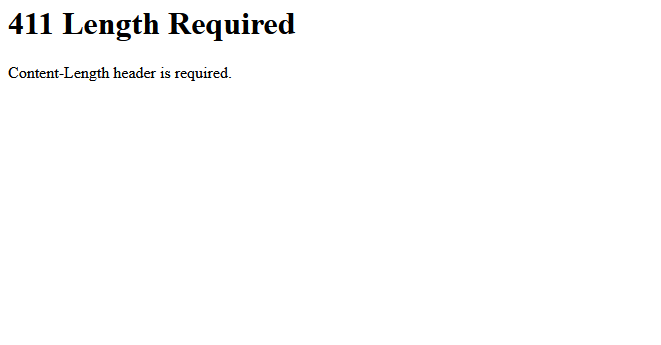 411 Length Required
Content-Length header is required.